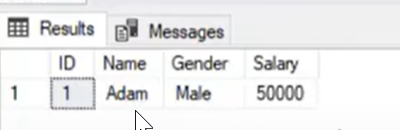 Results Messages
ID Name Gender Salary
1 1 Adam Male 50000